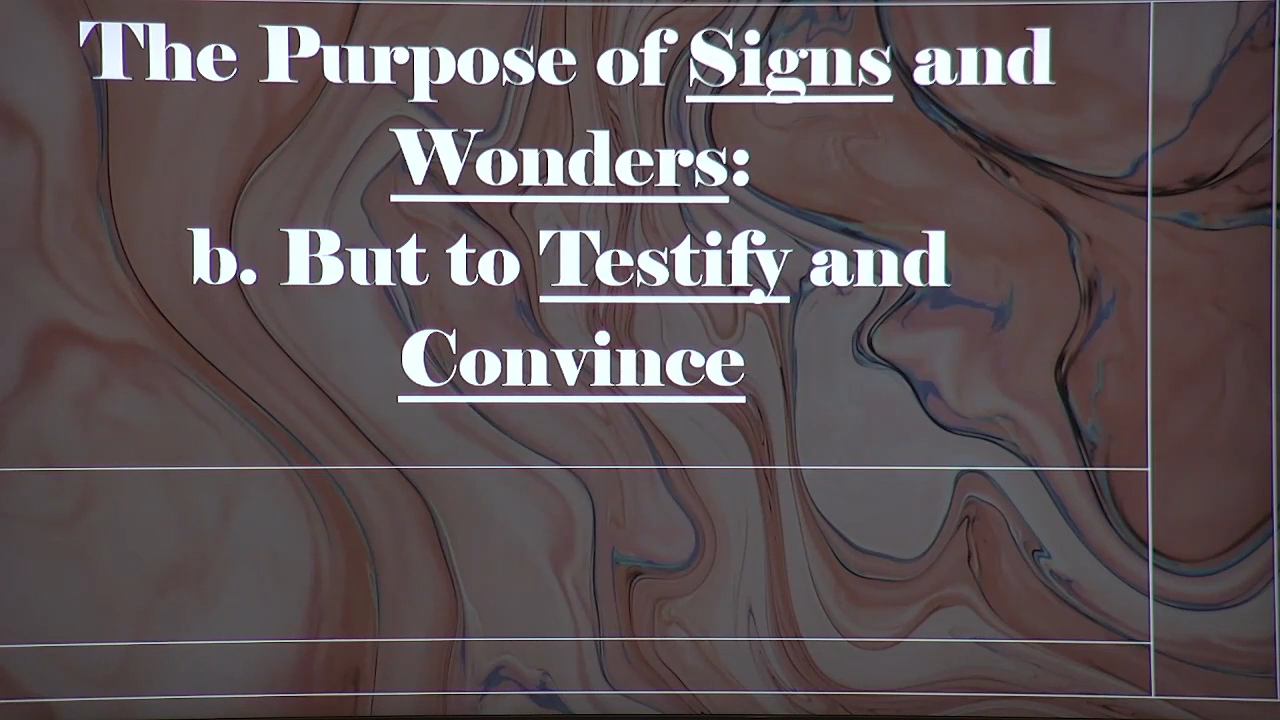 The Purpose of Signs and
Wonders:
b. But to Testify and
Convince